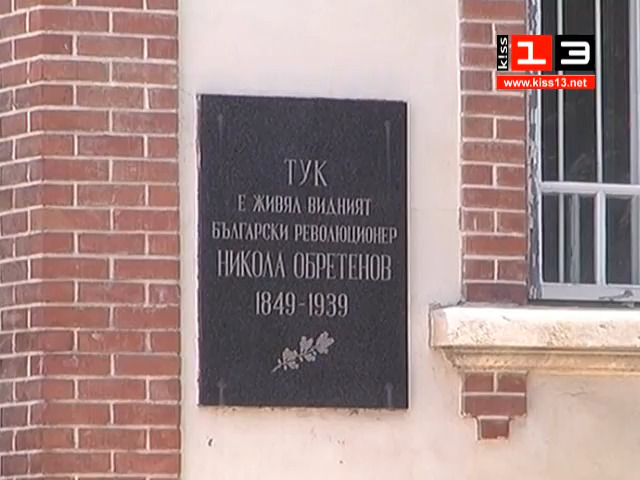 kiss 13
www.kiss13.net
ТУК
Е ЖИВЯЛ ВИДНИЯТ
БЪЛГАРСКИ РЕВОЛЮЦИОНЕР
НИКОЛА ОБРЕТЕНОВ
1849-1939